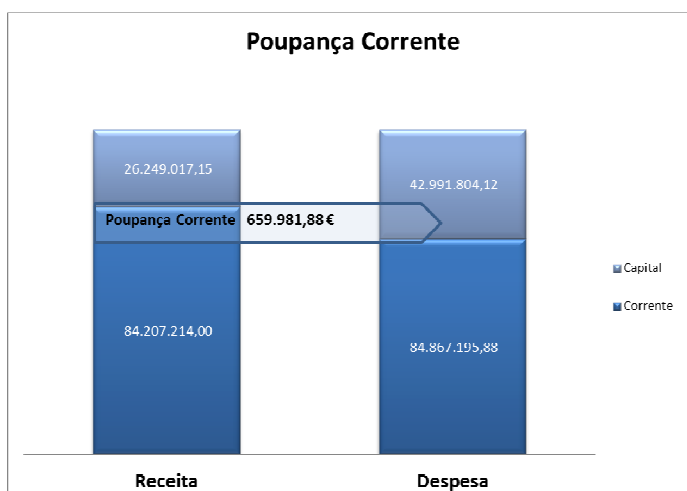 Poupança Corrente
26.249.017,15
42.991.804,12
Poupança Corrente 659.981,88 €
84.207.214,00
84.867.195,88
Capital
Corrente
Receita
Despesa